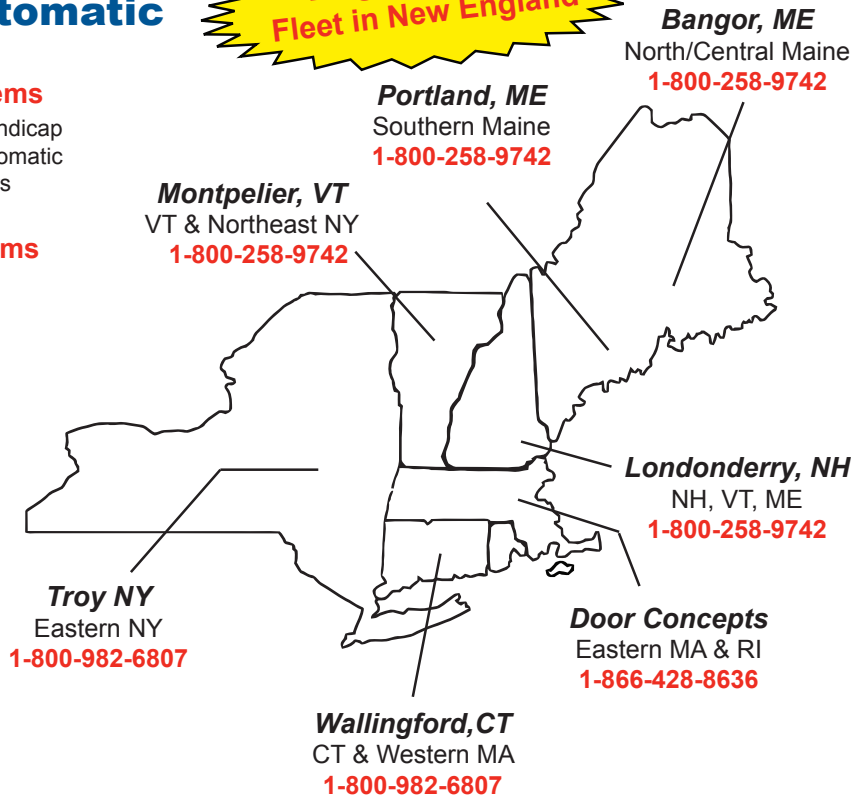 Fleet in New England
Bangor, ME
North/Central Maine
1-800-258-9742
Portland, ME
Southern Maine
1-800-258-9742
Montpelier, VT
VT & Northeast NY
1-800-258-9742
Londonderry, NH
NH, VT, ME
1-800-258-9742
Troy NY
Eastern NY
1-800-982-6807
Door Concepts
Eastern MA & RI
1-866-428-8636
Wallingford,CT
CT & Western MA
1-800-982-6807